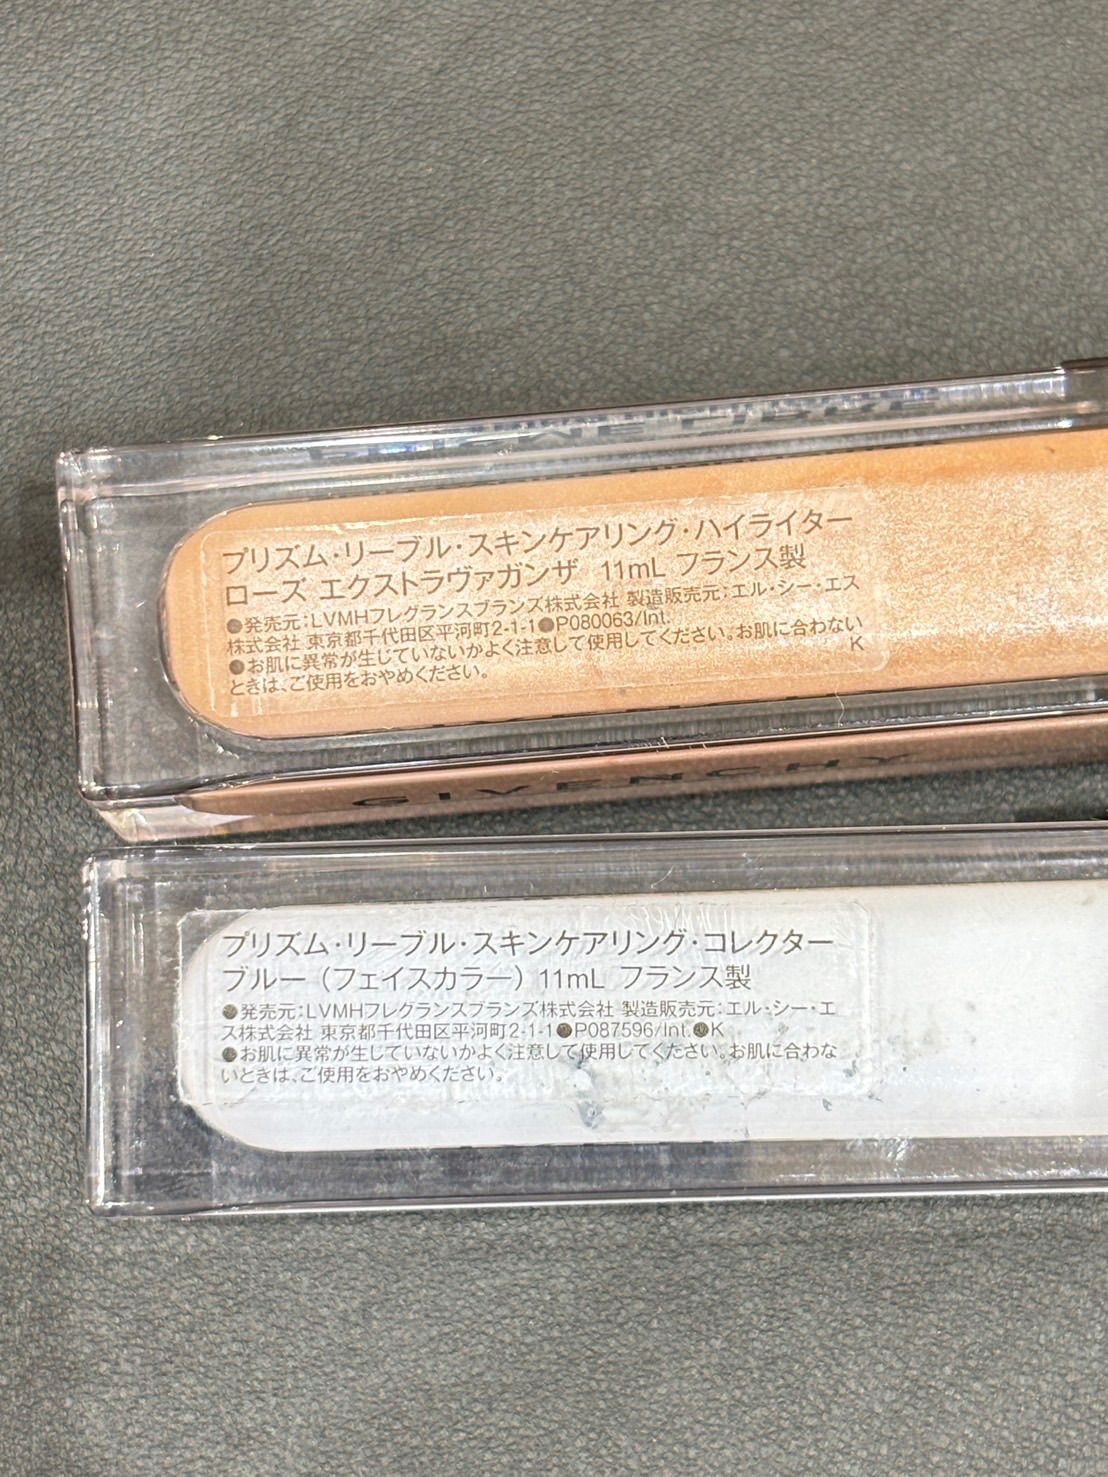 プリズム・リーブル・スキンケアリング・ハイライター
ローズ エクストラヴァガンザ 11mL フランス製
●発売元:LVMHフレグランスブランズ株式会社 製造販売元:エル・シー・エス
株式会社 東京都千代田区平河町2-1-1●P080063/Int.
●お肌に異常が生じていないかよく注意して使用してください。お肌に合わない
ときは、ご使用をおやめください。
K
GIVENCHY
プリズム・リーブル・スキンケアリング・コレクター
ブルー(フェイスカラー) 11mL フランス製
●発売元:LVMHフレグランスブランズ株式会社 製造販売元:エル・シー・エ
ス株式会社 東京都千代田区平河町2-1-1●P087596/Int.●K
●お肌に異常が生じていないかよく注意して使用してください。お肌に合わな
いときは、ご使用をおやめください。